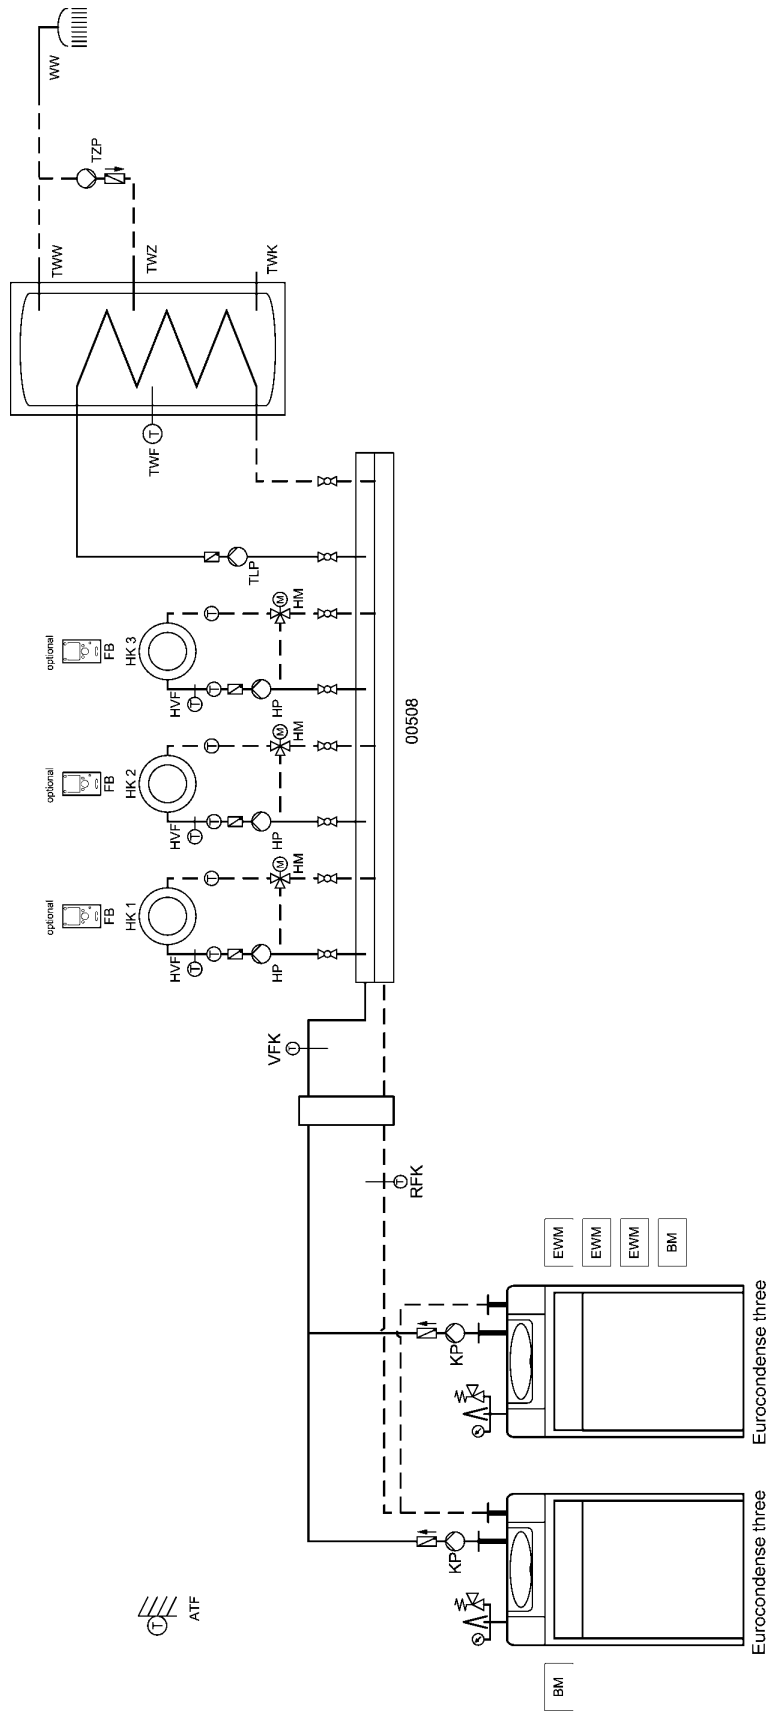 optional
optional
optional
TWW
WW
TZP
FB
FB
FB
HK 1
HK 2
HK 3
T
TWF
T
TWZ
HVF
HVF
HVF
ATF
T
T
T
T
T
T
T
T
T
TLP
VFK
T
TWK
HP
M
HP
M
HP
M
HM
HM
HM
T
RFK
00508
KP
KP
BM
EWM
EWM
EWM
BM
Eurocondense three
Eurocondense three